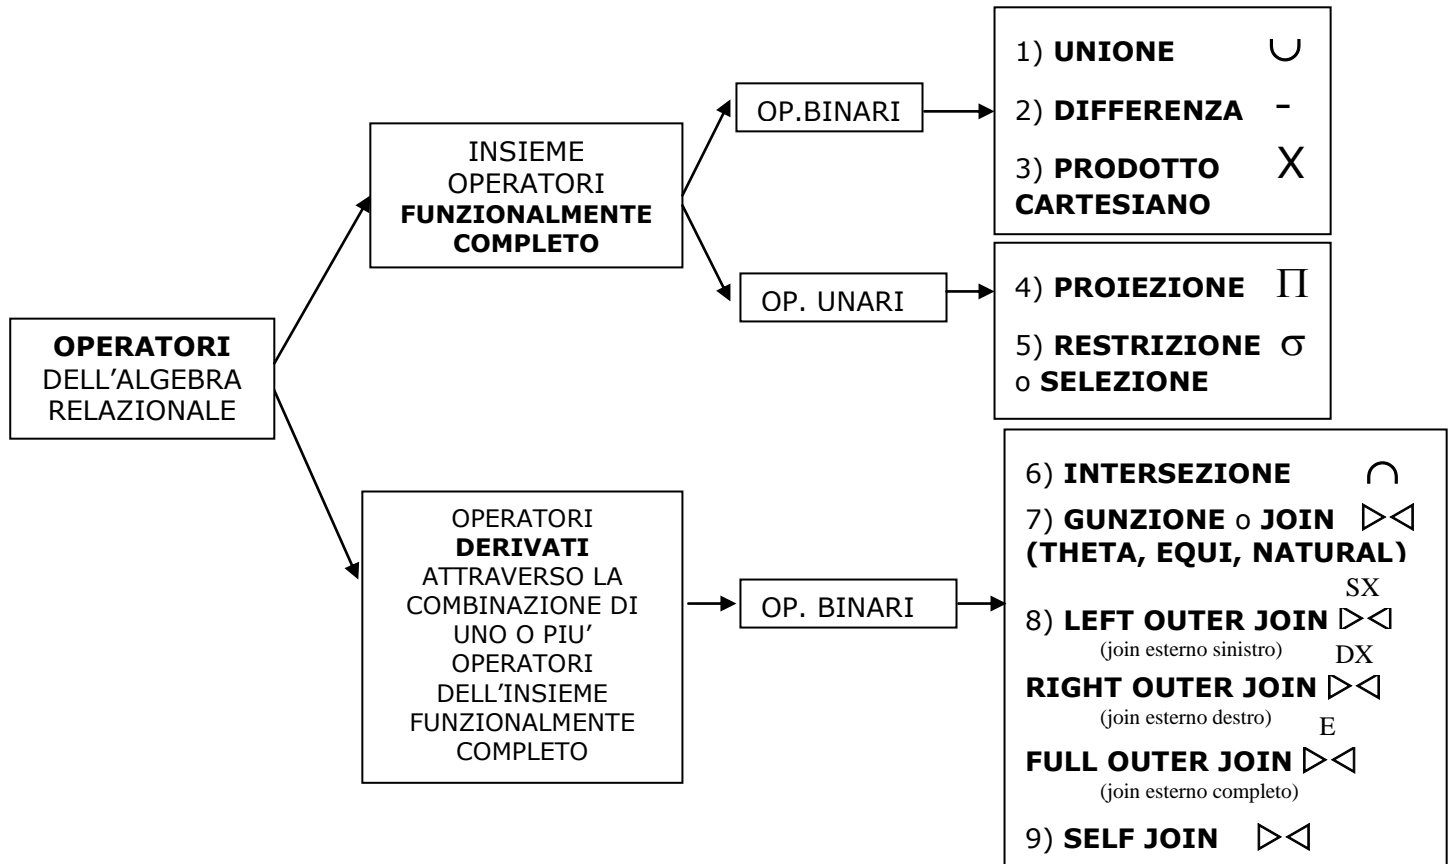 OPERATORI
DELL'ALGEBRA
RELAZIONALE
INSIEME
OPERATORI
FUNZIONALMENTE
COMPLETO
OP.BINARI
1) UNIONE ∪
2) DIFFERENZA -
3) PRODOTTO X
CARTESIANO
OP. UNARI
4) PROIEZIONE Π
5) RESTRIZIONE σ
o SELEZIONE
OPERATORI
DERIVATI
ATTRAVERSO LA
COMBINAZIONE DI
UNO O PIU'
OPERATORI
DELL'INSIEME
FUNZIONALMENTE
COMPLETO
OP. BINARI
6) INTERSEZIONE ∩
7) GUNZIONE o JOIN ▷◁
(THETA, EQUI, NATURAL)
SX
8) LEFT OUTER JOIN ▷◁
(join esterno sinistro)
DX
RIGHT OUTER JOIN ▷◁
(join esterno destro)
E
FULL OUTER JOIN ▷◁
(join esterno completo)
9) SELF JOIN ▷◁